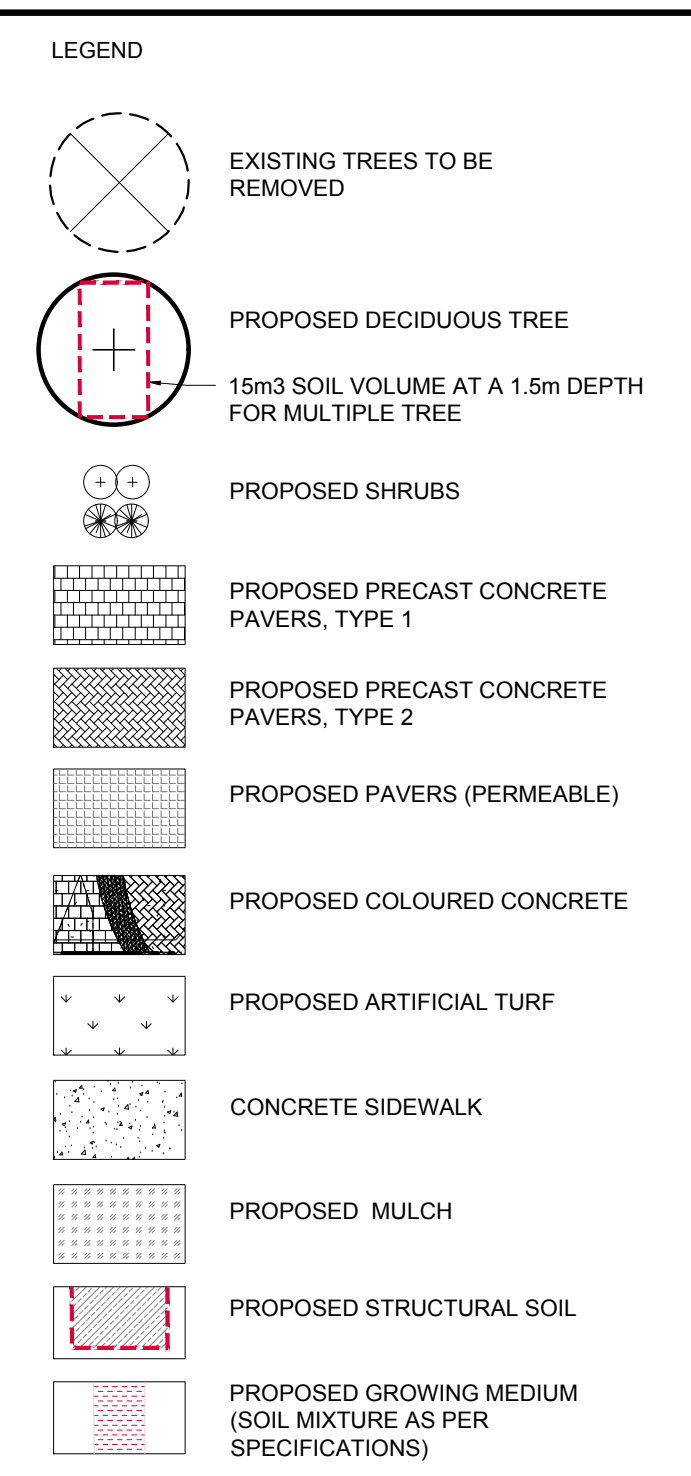 LEGEND
EXISTING TREES TO BE
REMOVED
PROPOSED DECIDUOUS TREE
15m3 SOIL VOLUME AT A 1.5m DEPTH
FOR MULTIPLE TREE
PROPOSED SHRUBS
PROPOSED PRECAST CONCRETE
PAVERS, TYPE 1
PROPOSED PRECAST CONCRETE
PAVERS, TYPE 2
PROPOSED PAVERS (PERMEABLE)
PROPOSED COLOURED CONCRETE
PROPOSED ARTIFICIAL TURF
CONCRETE SIDEWALK
PROPOSED MULCH
PROPOSED STRUCTURAL SOIL
PROPOSED GROWING MEDIUM
(SOIL MIXTURE AS PER
SPECIFICATIONS)